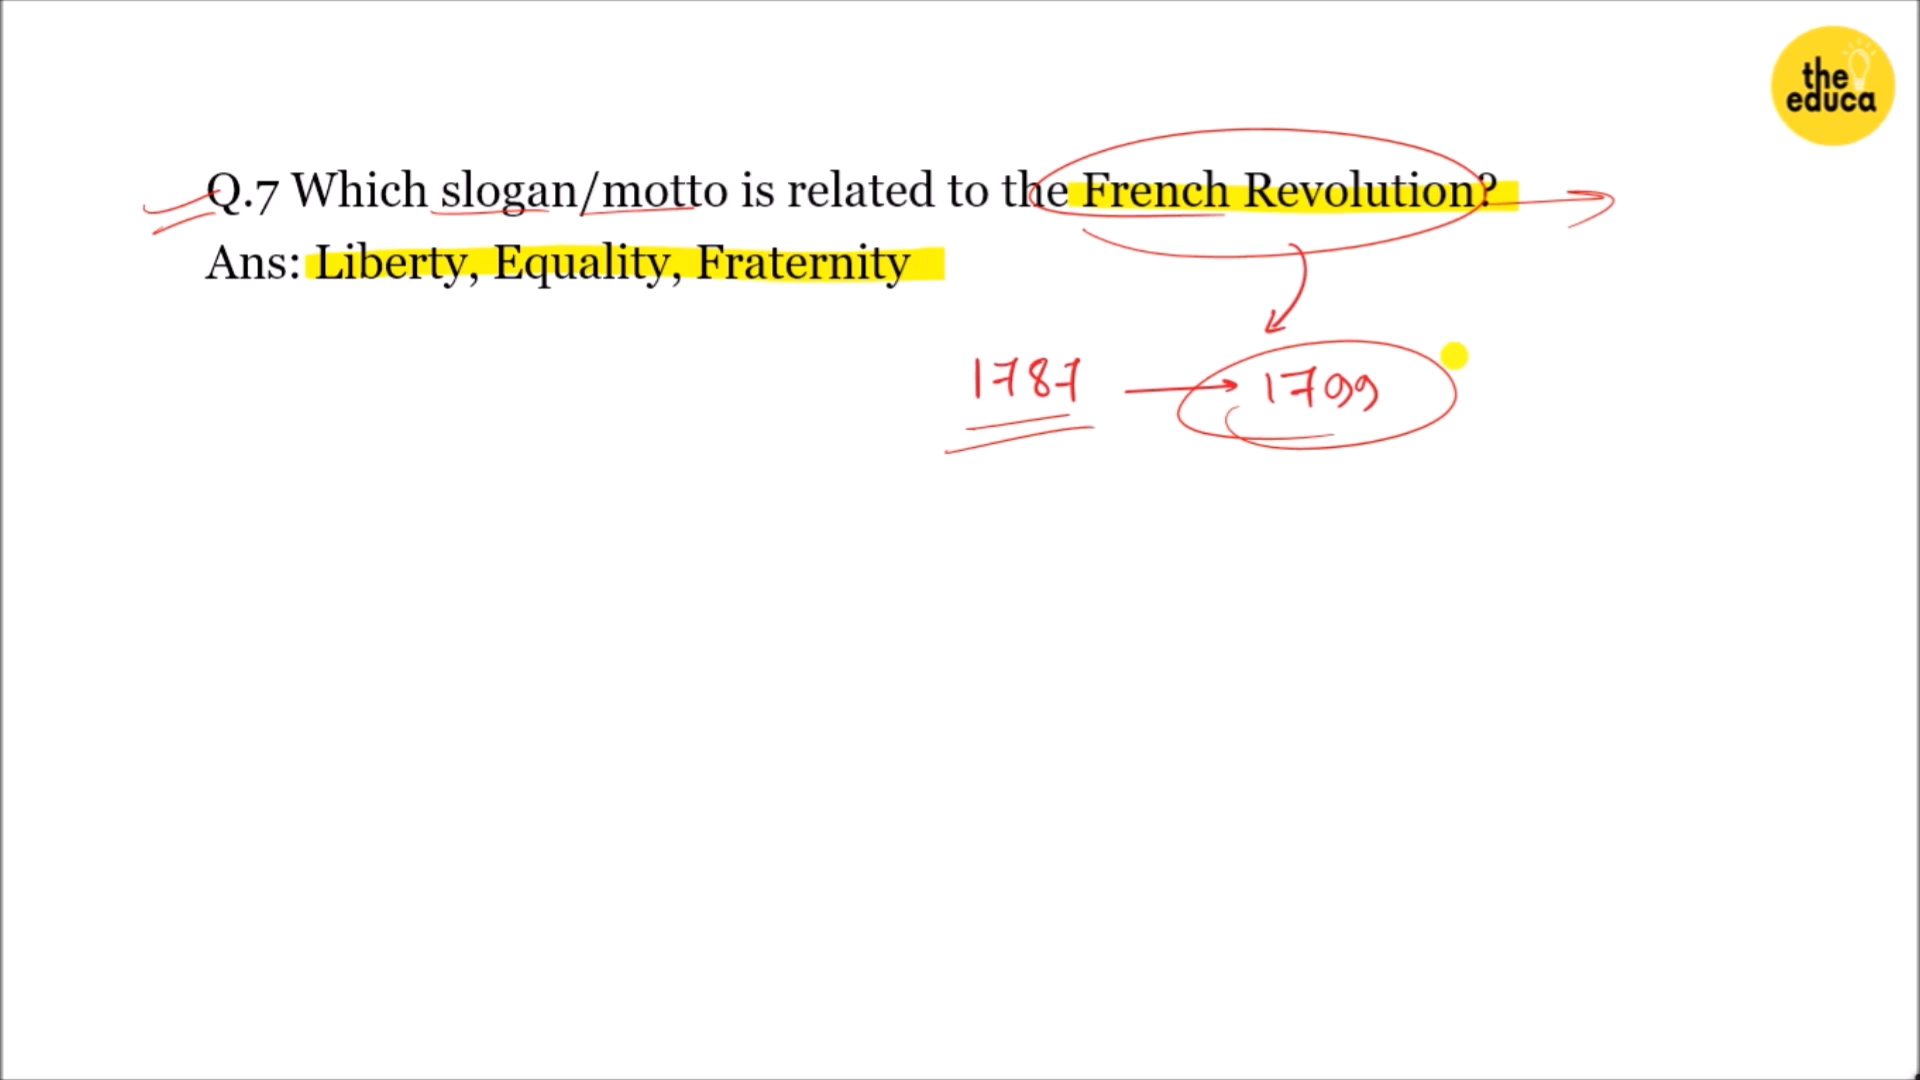 the
educa
Q.7 Which slogan/motto is related to the French Revolution?
Ans: Liberty, Equality, Fraternity
1787 → 1799